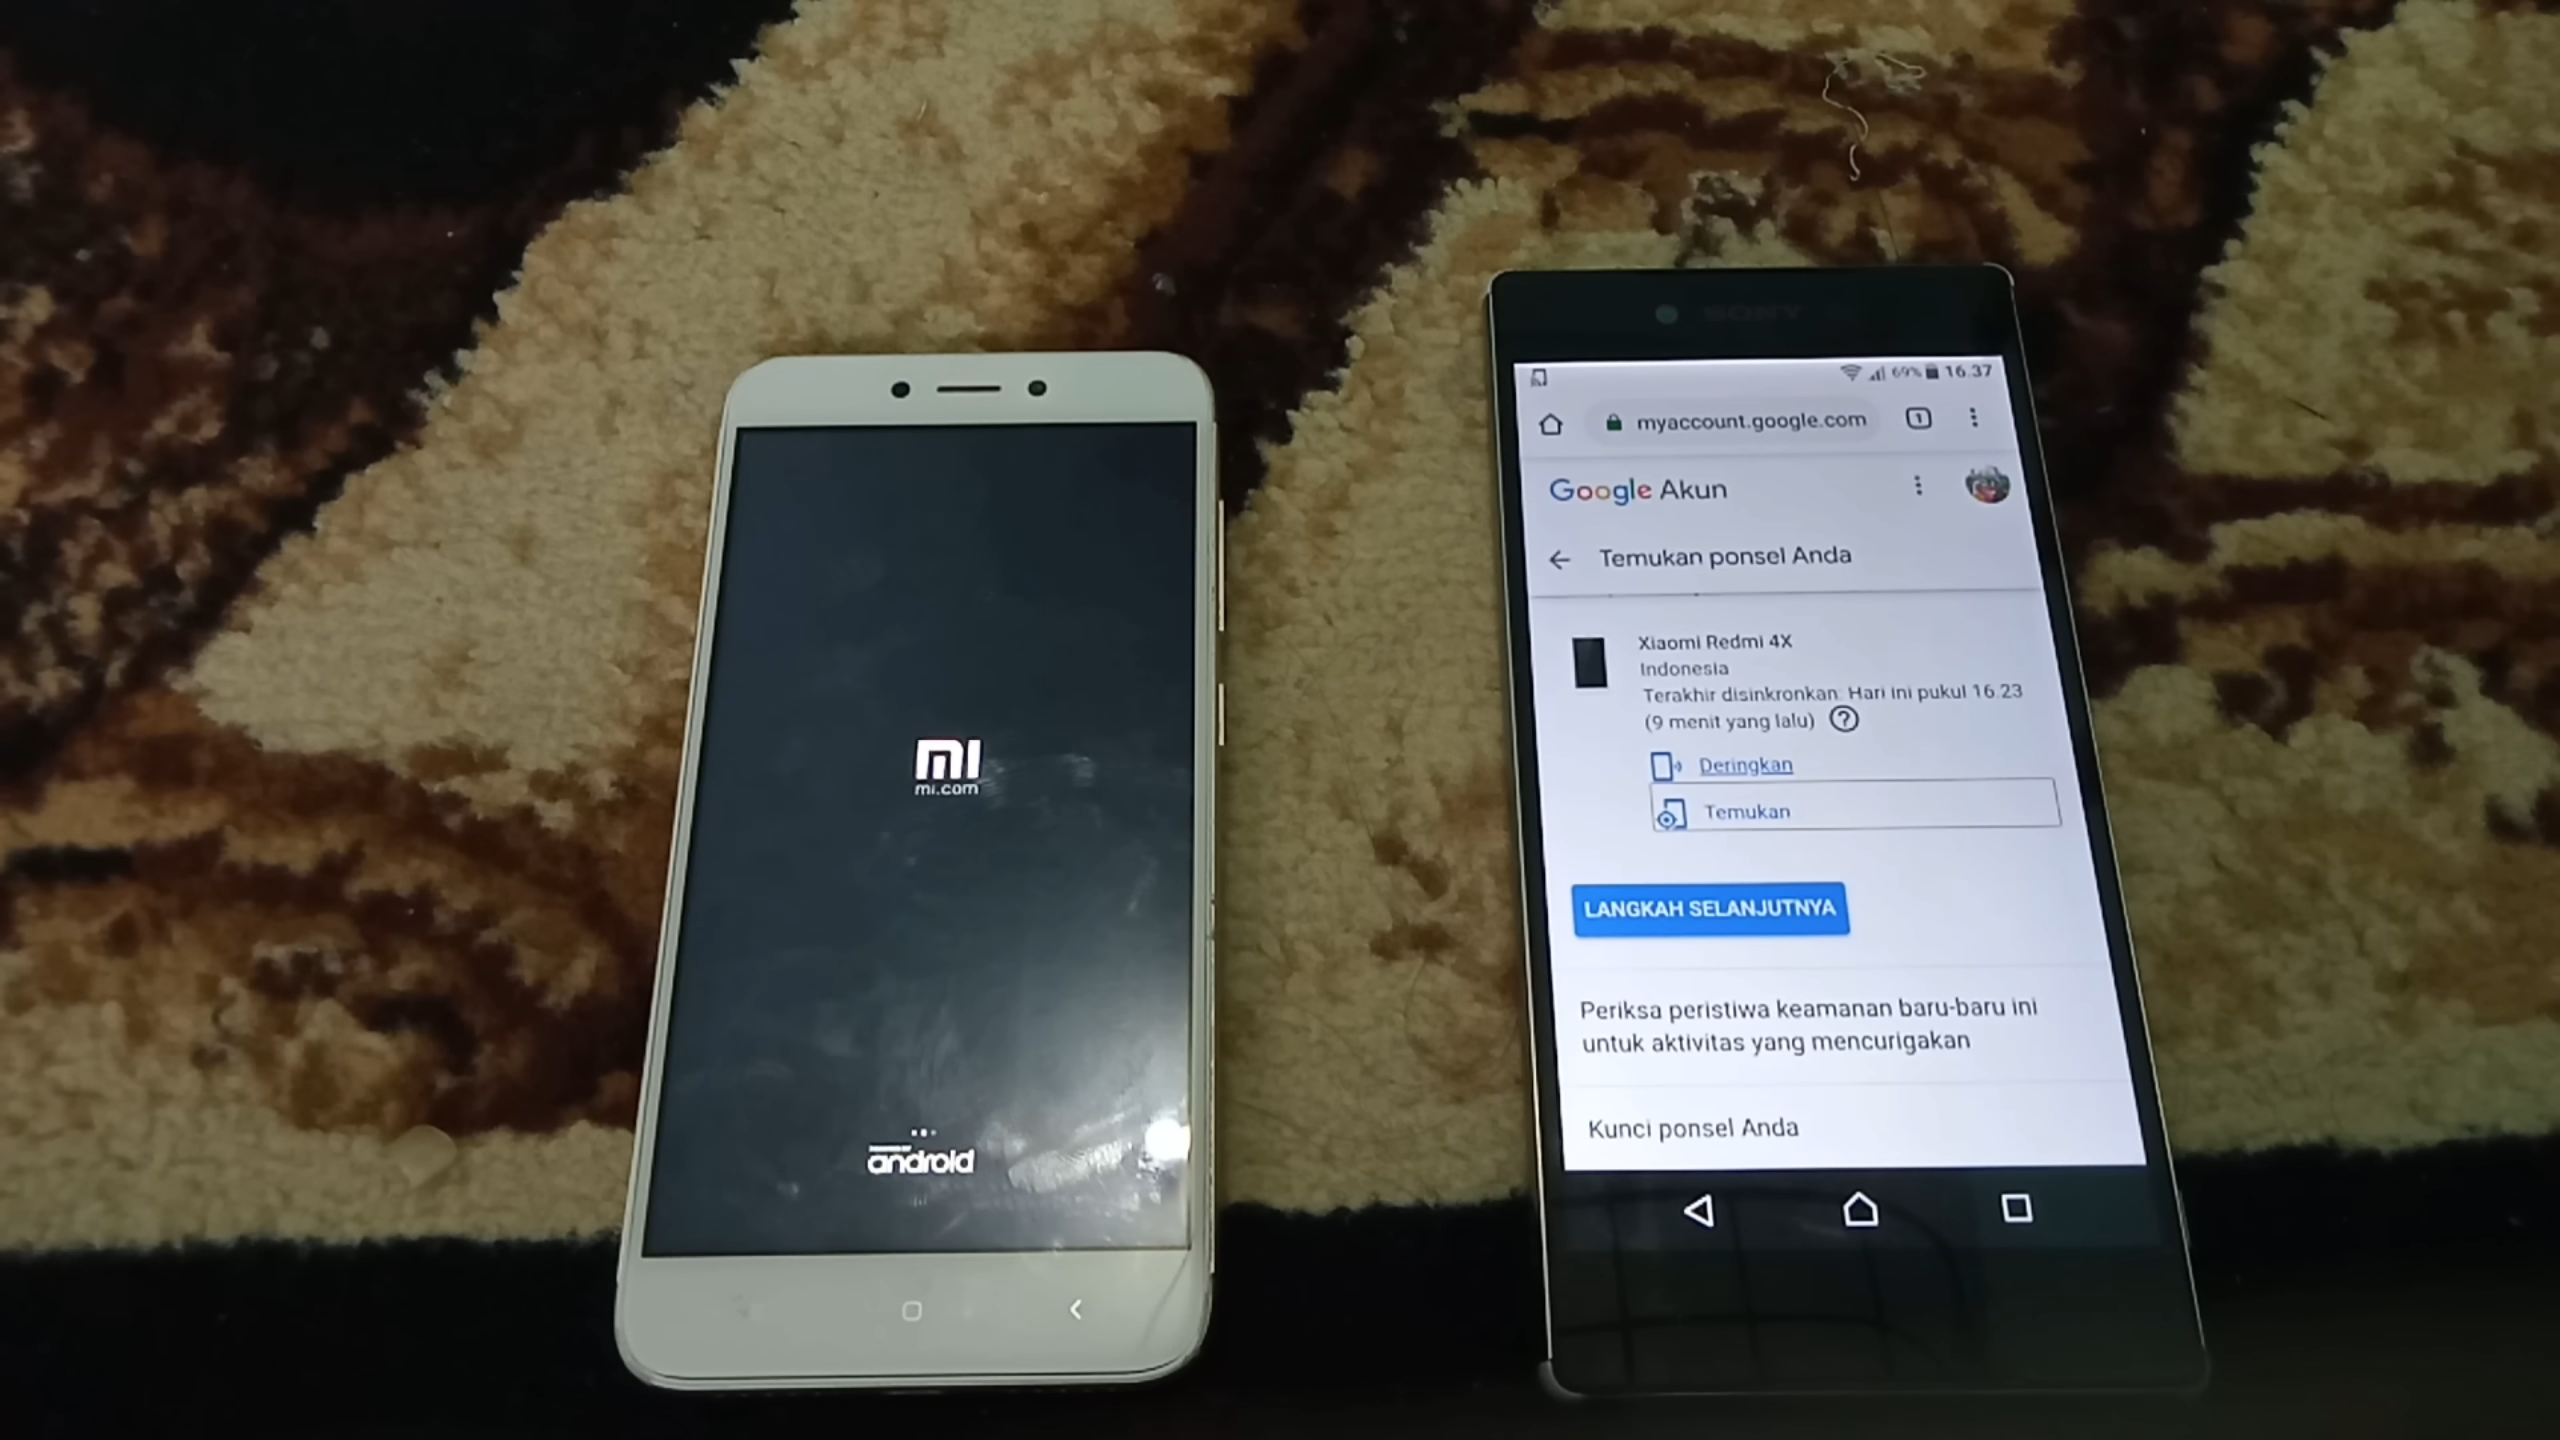 mi
mi.com
android
SONY
69% 16.37
myaccount.google.com
1
Google Akun
Temukan ponsel Anda
Xiaomi Redmi 4X
Indonesia
Terakhir disinkronkan: Hari ini pukul 16.23
(9 menit yang lalu) ?
Deringkan
Temukan
LANGKAH SELANJUTNYA
Periksa peristiwa keamanan baru-baru ini
untuk aktivitas yang mencurigakan
Kunci ponsel Anda